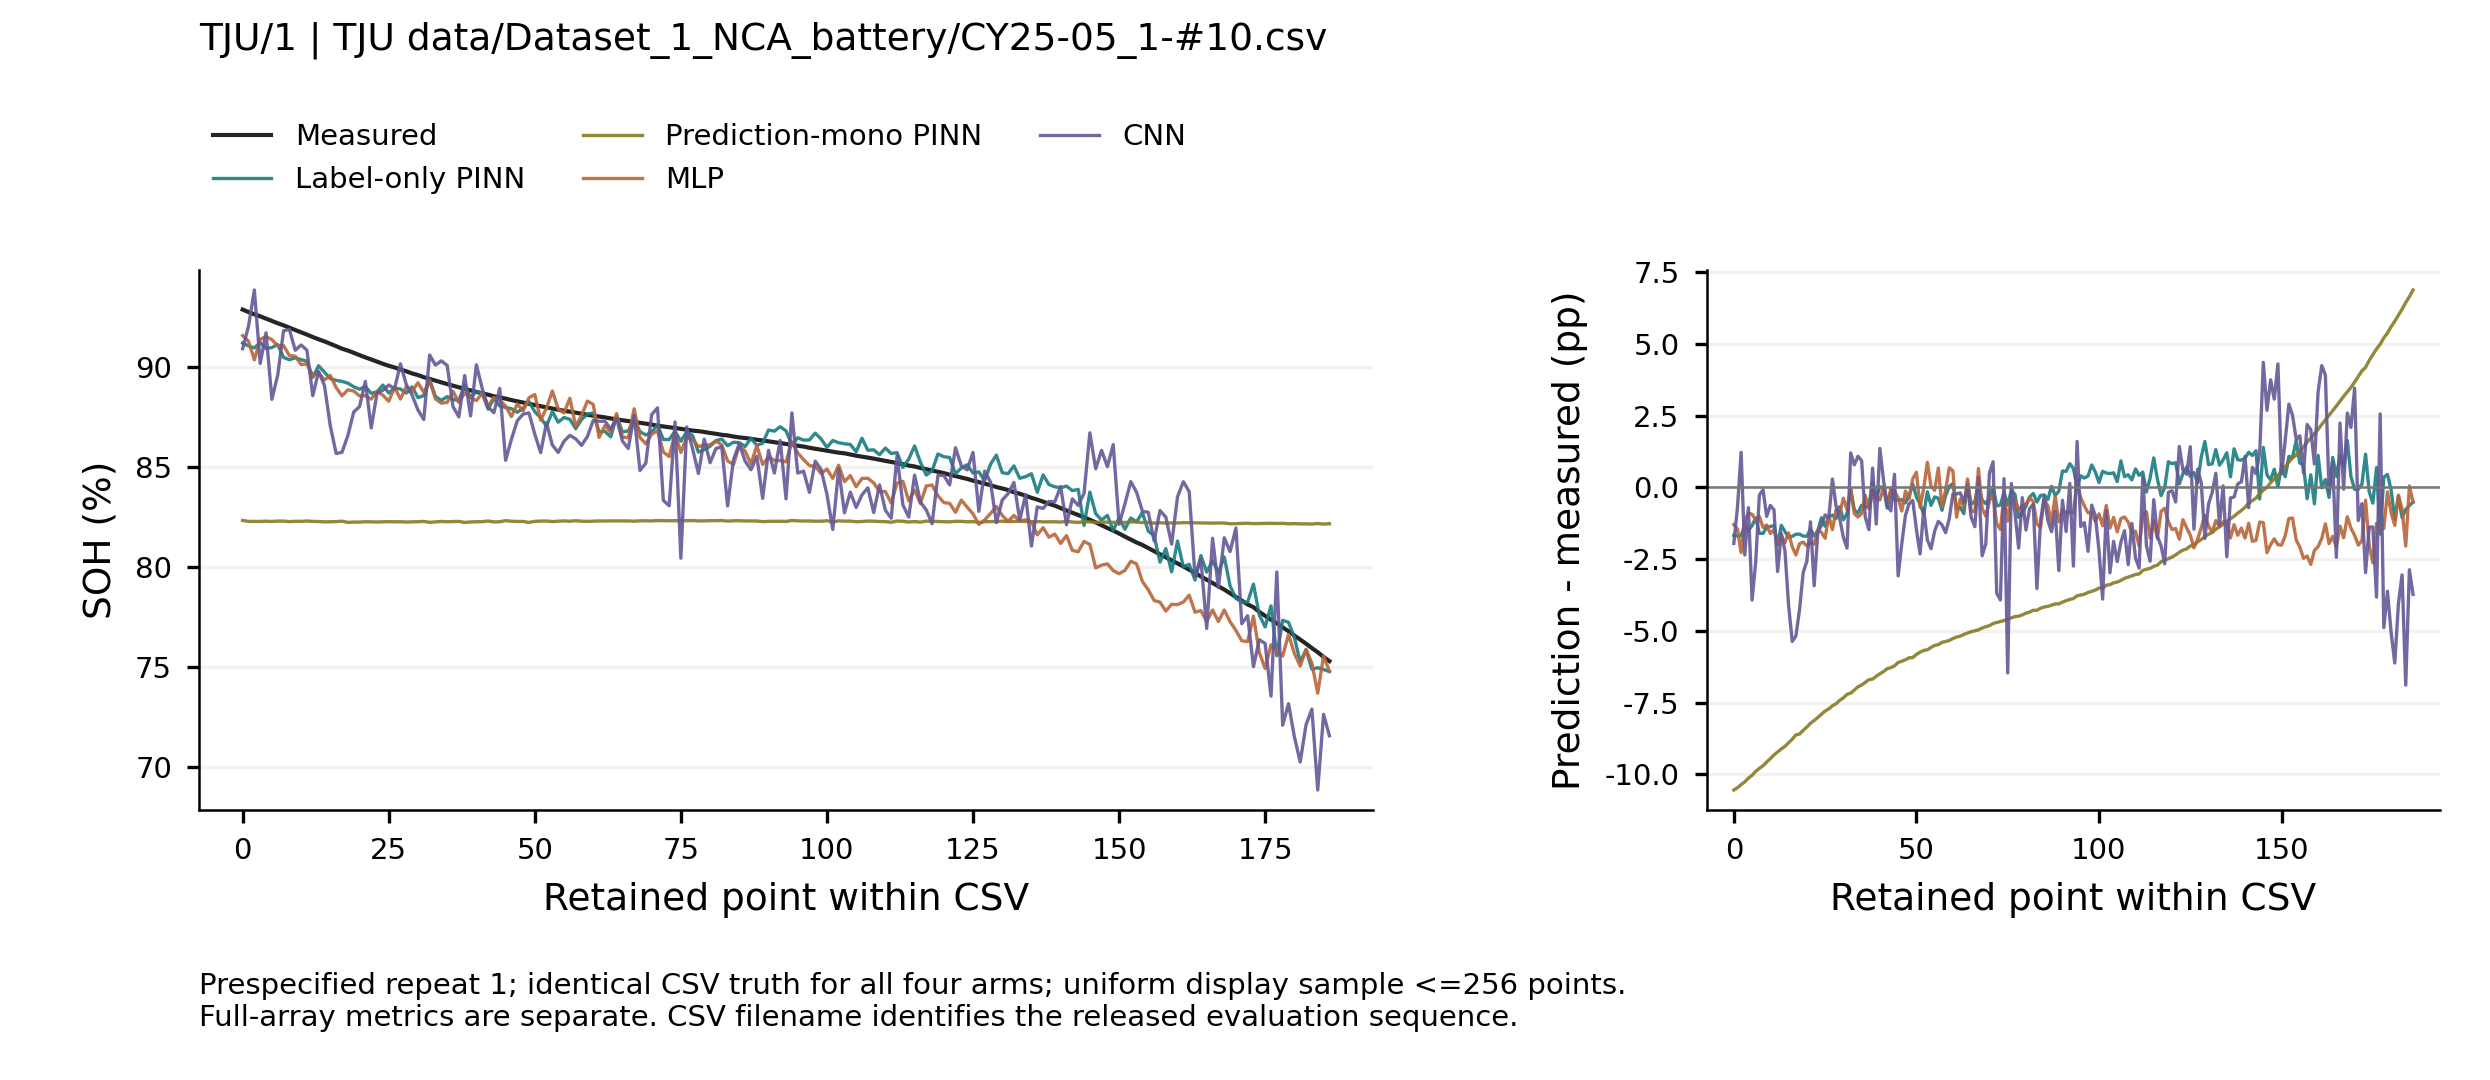 TJU/1 | TJU data/Dataset_1_NCA_battery/CY25-05_1-#10.csv
Measured
Label-only PINN
Prediction-mono PINN
MLP
CNN
SOH (%)
90
85
80
75
70
0 25 50 75 100 125 150 175
Retained point within CSV
Prediction - measured (pp)
7.5
5.0
2.5
0.0
-2.5
-5.0
-7.5
-10.0
0 50 100 150
Retained point within CSV
Prespecified repeat 1; identical CSV truth for all four arms; uniform display sample <=256 points.
Full-array metrics are separate. CSV filename identifies the released evaluation sequence.